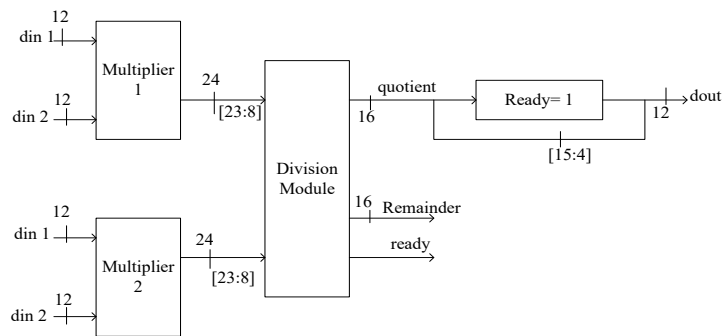 12
din 1
Multiplier
1
12
din 2
24
[23:8]
Division
Module
quotient
16
Ready= 1
dout
12
[15:4]
16
Remainder
ready
12
din 1
Multiplier
2
12
din 2
24
[23:8]